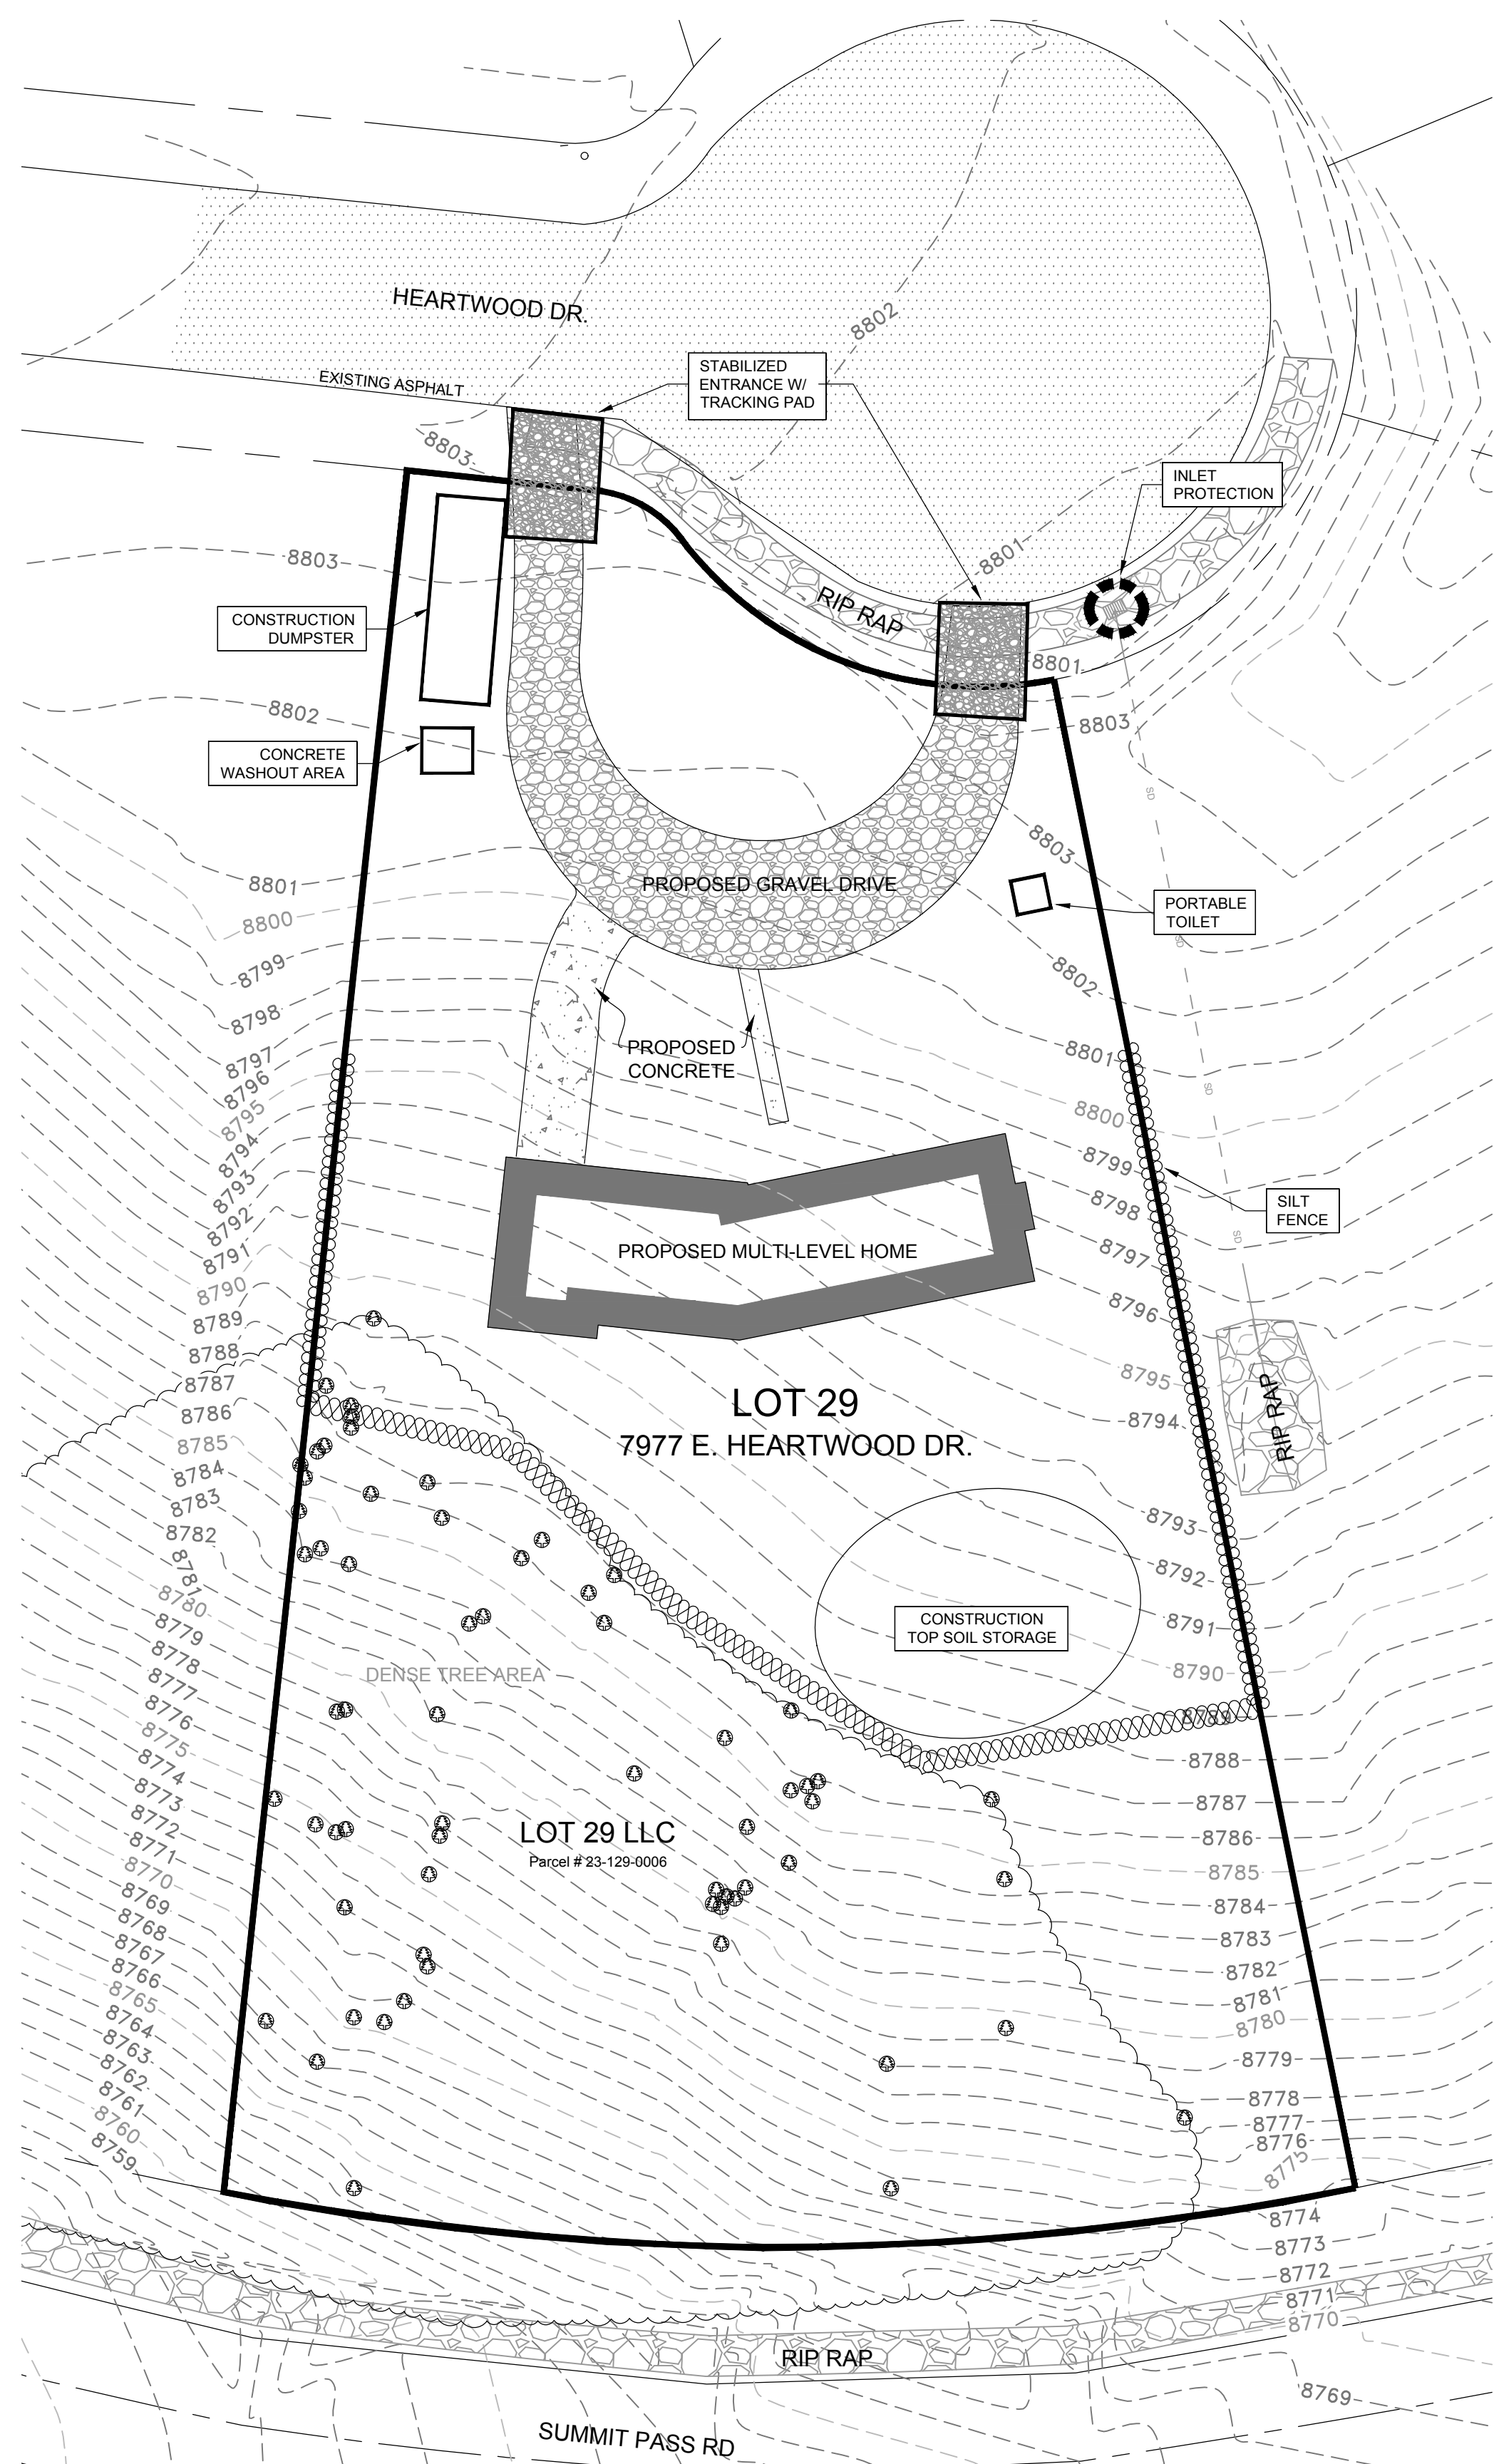 HEARTWOOD DR.
8802
EXISTING ASPHALT
STABILIZED
ENTRANCE W/
TRACKING PAD
8803
INLET
PROTECTION
8803
8801
RIP RAP
CONSTRUCTION
DUMPSTER
8801
8802
8803
CONCRETE
WASHOUT AREA
SD
8803
8801
PROPOSED GRAVEL DRIVE
PORTABLE
TOILET
8800
SD
8799
8802
8798
PROPOSED
CONCRETE
8801
8797
8796
SD
8795
8800
8794
8799
8793
SILT
FENCE
8798
8792
SD
8791
PROPOSED MULTI-LEVEL HOME
8797
8790
8796
8789
8788
8795
8787
LOT 29
RIP RAP
8786
8794
8785
7977 E. HEARTWOOD DR.
8784
8783
8793
8782
8781
8792
8780
CONSTRUCTION
TOP SOIL STORAGE
8791
8779
8778
DENSE TREE AREA
8790
8777
8776
8789
8775
8788
8774
8773
8787
8772
LOT 29 LLC
8786
8771
Parcel # 23-129-0006
8785
8770
8769
8784
8768
8783
8767
8782
8766
8781
8765
8780
8764
8763
8779
8762
8778
8761
8777
8760
8776
8759
8775
8774
8773
8772
8771
8770
RIP RAP
8769
SUMMIT PASS RD